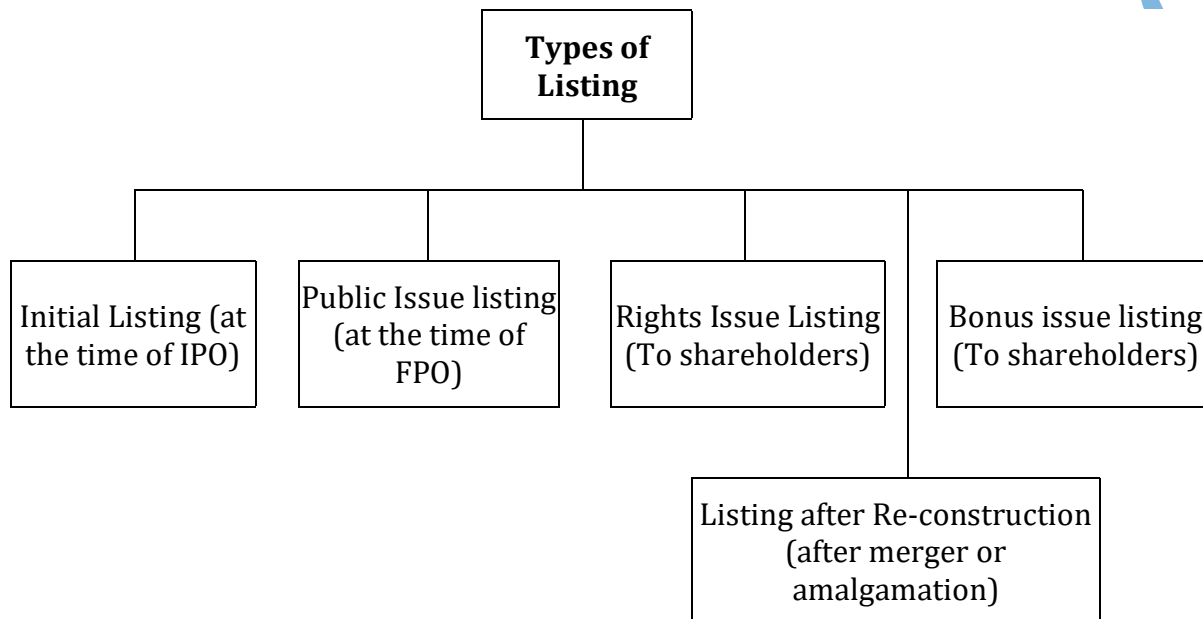 Types of
Listing
Initial Listing (at
the time of IPO)
Public Issue listing
(at the time of
FPO)
Rights Issue Listing
(To shareholders)
Bonus issue listing
(To shareholders)
Listing after Re-construction
(after merger or
amalgamation)